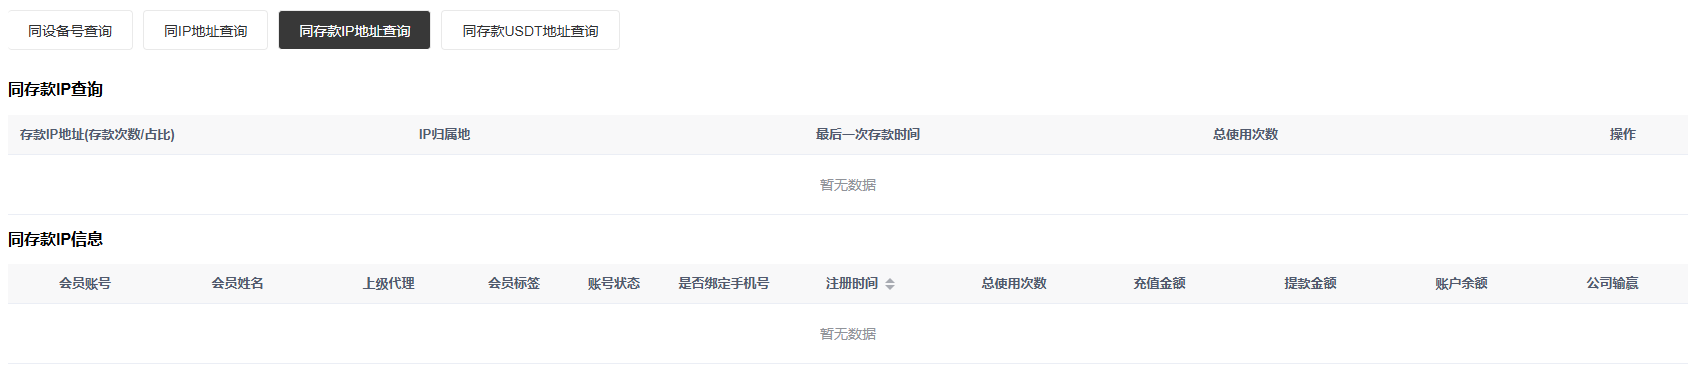 同设备号查询 同IP地址查询 同存款IP地址查询 同存款USDT地址查询
同存款IP查询
存款IP地址(存款次数/占比) IP归属地 最后一次存款时间 总使用次数 操作
暂无数据
同存款IP信息
会员账号 会员姓名 上级代理 会员标签 账号状态 是否绑定手机号 注册时间 总使用次数 充值金额 提款金额 账户余额 公司输赢
暂无数据